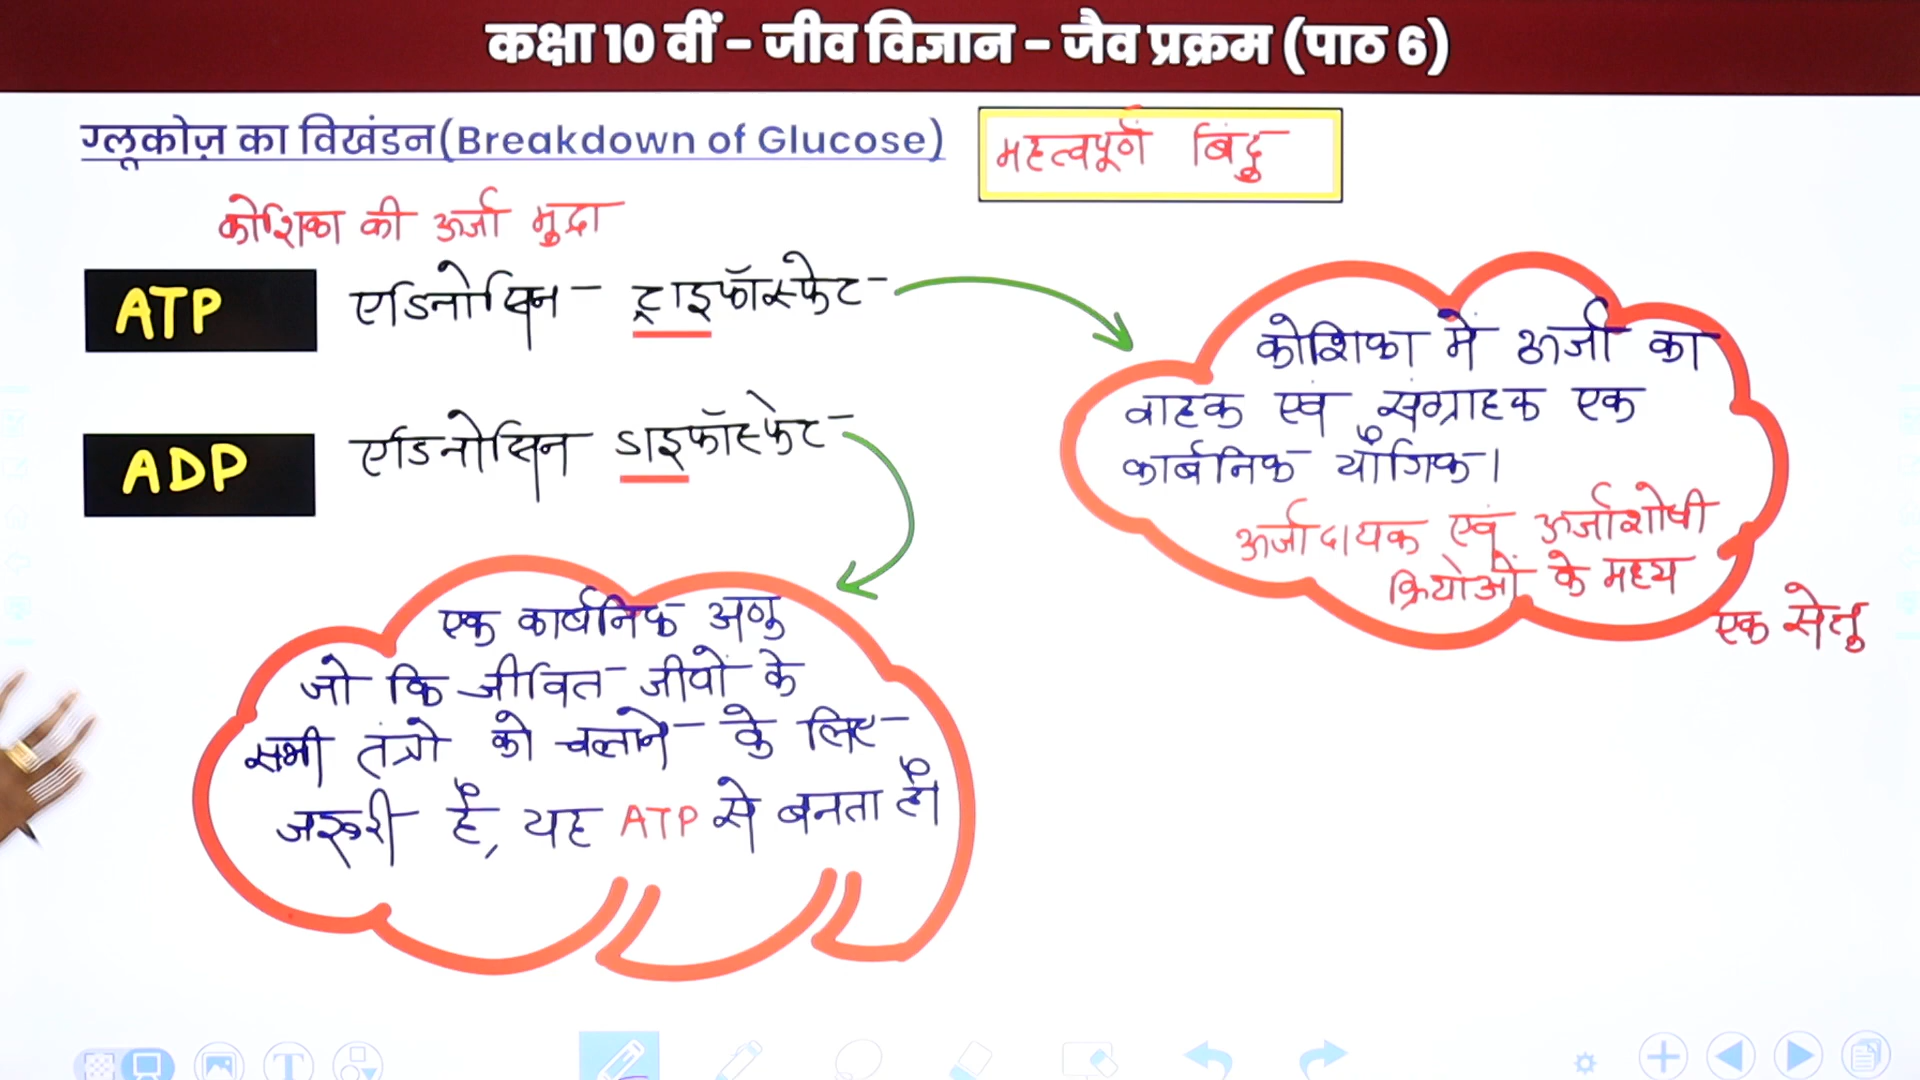 कक्षा 10 वीं - जीव विज्ञान - जैव प्रक्रम (पाठ 6)
ग्लूकोज़ का विखंडन(Breakdown of Glucose)
महत्वपूर्ण बिंदु
कोशिका की ऊर्जा मुद्रा
ATP एडिनोसिन - ट्राइफॉस्फेट
ADP एडिनोसिन डाइफॉस्फेट
कोशिका में ऊर्जा का
वाहक एवं संग्राहक एक
कार्बनिक यौगिक।
ऊर्जादायक एवं ऊर्जाशोषी
क्रियाओं के मध्य
एक सेतु
एक कार्बनिक अणु
जो कि जीवित जीवों के
सभी तंत्रो को चलाने के लिए
जरूरी है, यह ATP से बनता है।